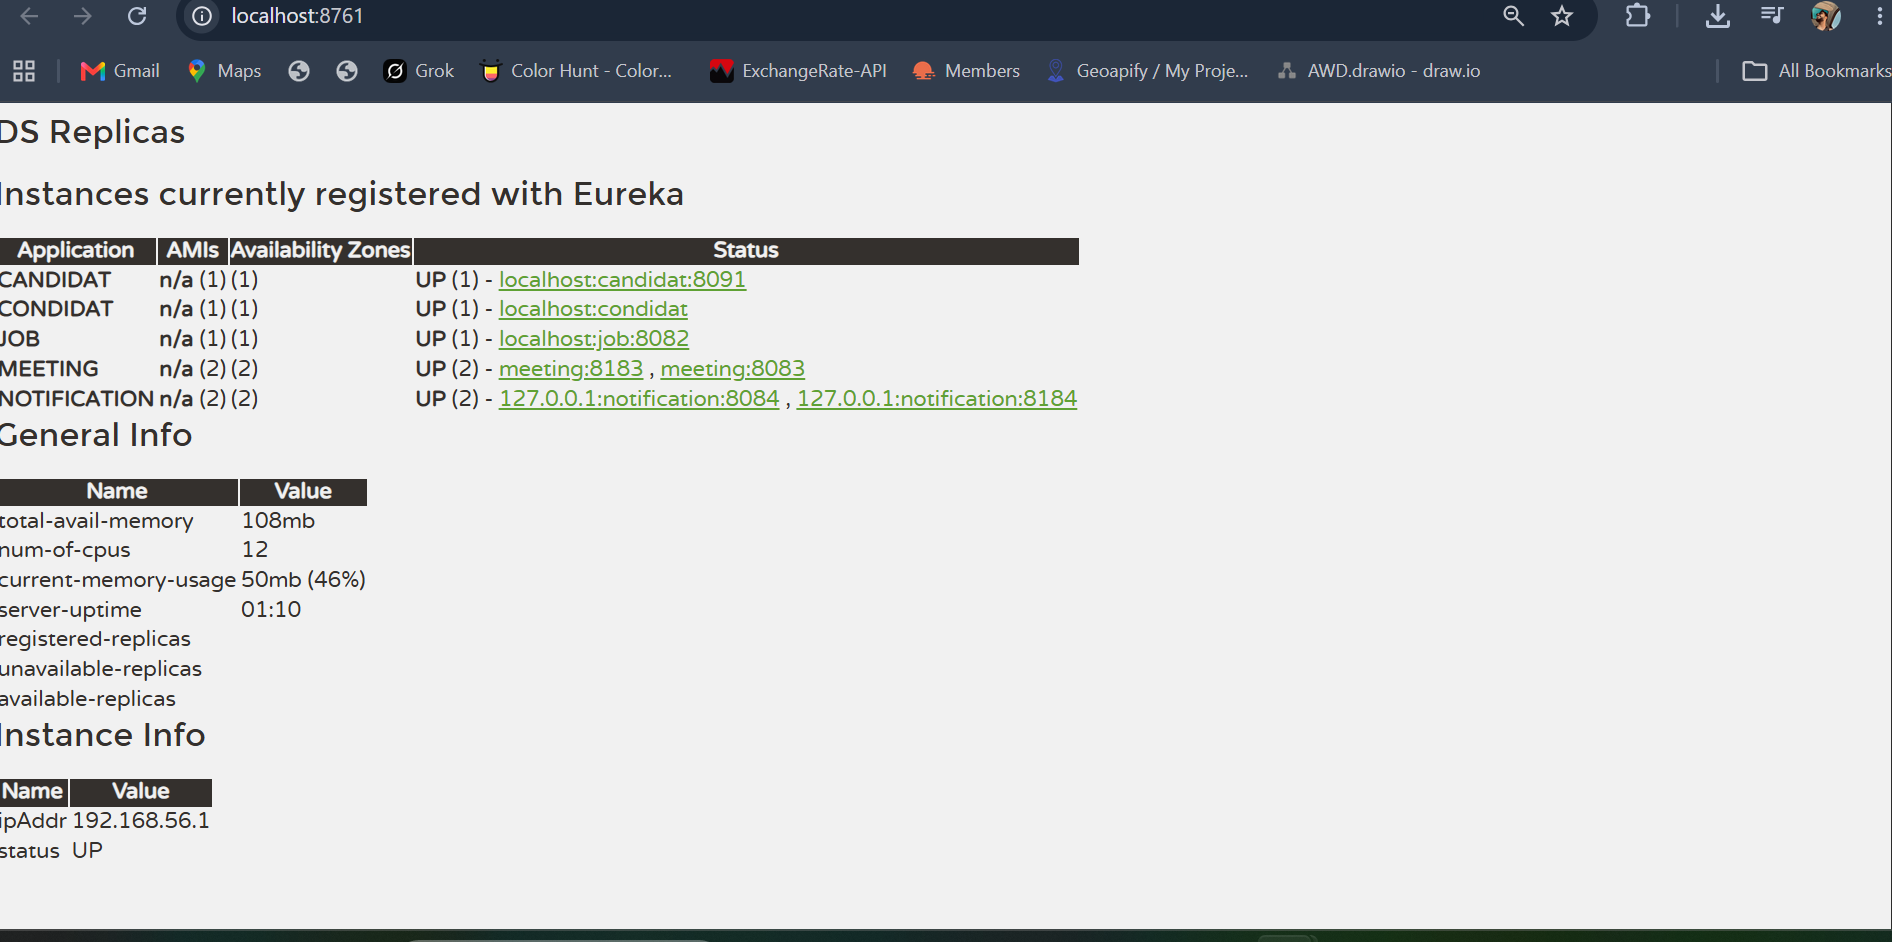 localhost:8761
Gmail Maps Grok Color Hunt - Color... ExchangeRate-API Members Geoapify / My Proje... AWD.drawio - draw.io All Bookmarks
DS Replicas
Instances currently registered with Eureka
Application AMIs Availability Zones Status
CANDIDAT n/a (1) (1) UP (1) - localhost:candidat:8091
CONDIDAT n/a (1) (1) UP (1) - localhost:condidat
JOB n/a (1) (1) UP (1) - localhost:job:8082
MEETING n/a (2) (2) UP (2) - meeting:8183 , meeting:8083
NOTIFICATION n/a (2) (2) UP (2) - 127.0.0.1:notification:8084 , 127.0.0.1:notification:8184
General Info
Name Value
total-avail-memory 108mb
num-of-cpus 12
current-memory-usage 50mb (46%)
server-uptime 01:10
registered-replicas
unavailable-replicas
available-replicas
Instance Info
Name Value
ipAddr 192.168.56.1
status UP